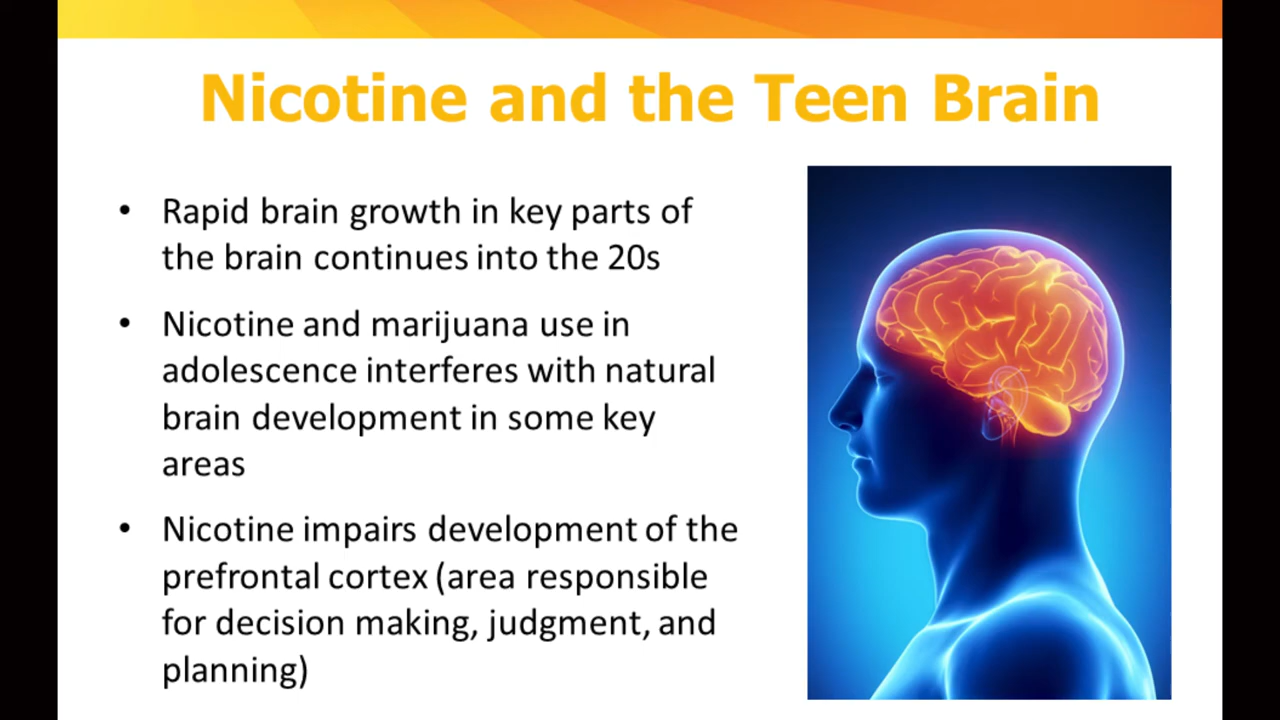 Nicotine and the Teen Brain
• Rapid brain growth in key parts of
the brain continues into the 20s
• Nicotine and marijuana use in
adolescence interferes with natural
brain development in some key
areas
• Nicotine impairs development of the
prefrontal cortex (area responsible
for decision making, judgment, and
planning)